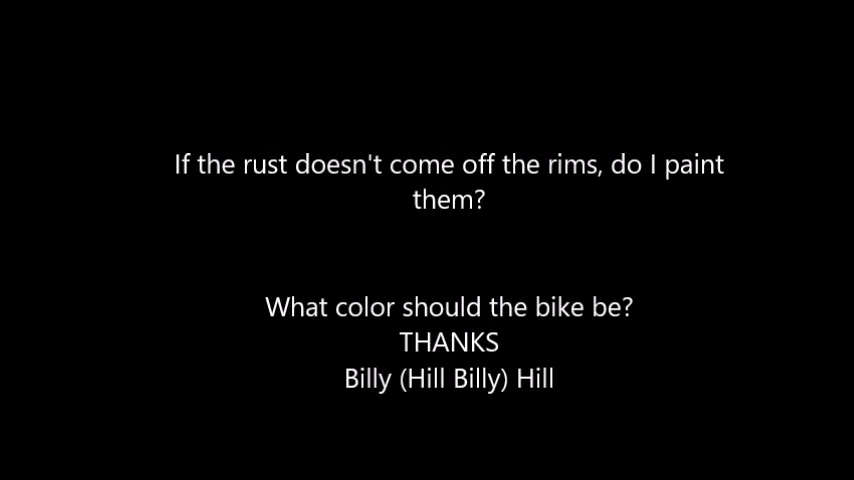 If the rust doesn't come off the rims, do I paint
them?
What color should the bike be?
THANKS
Billy (Hill Billy) Hill